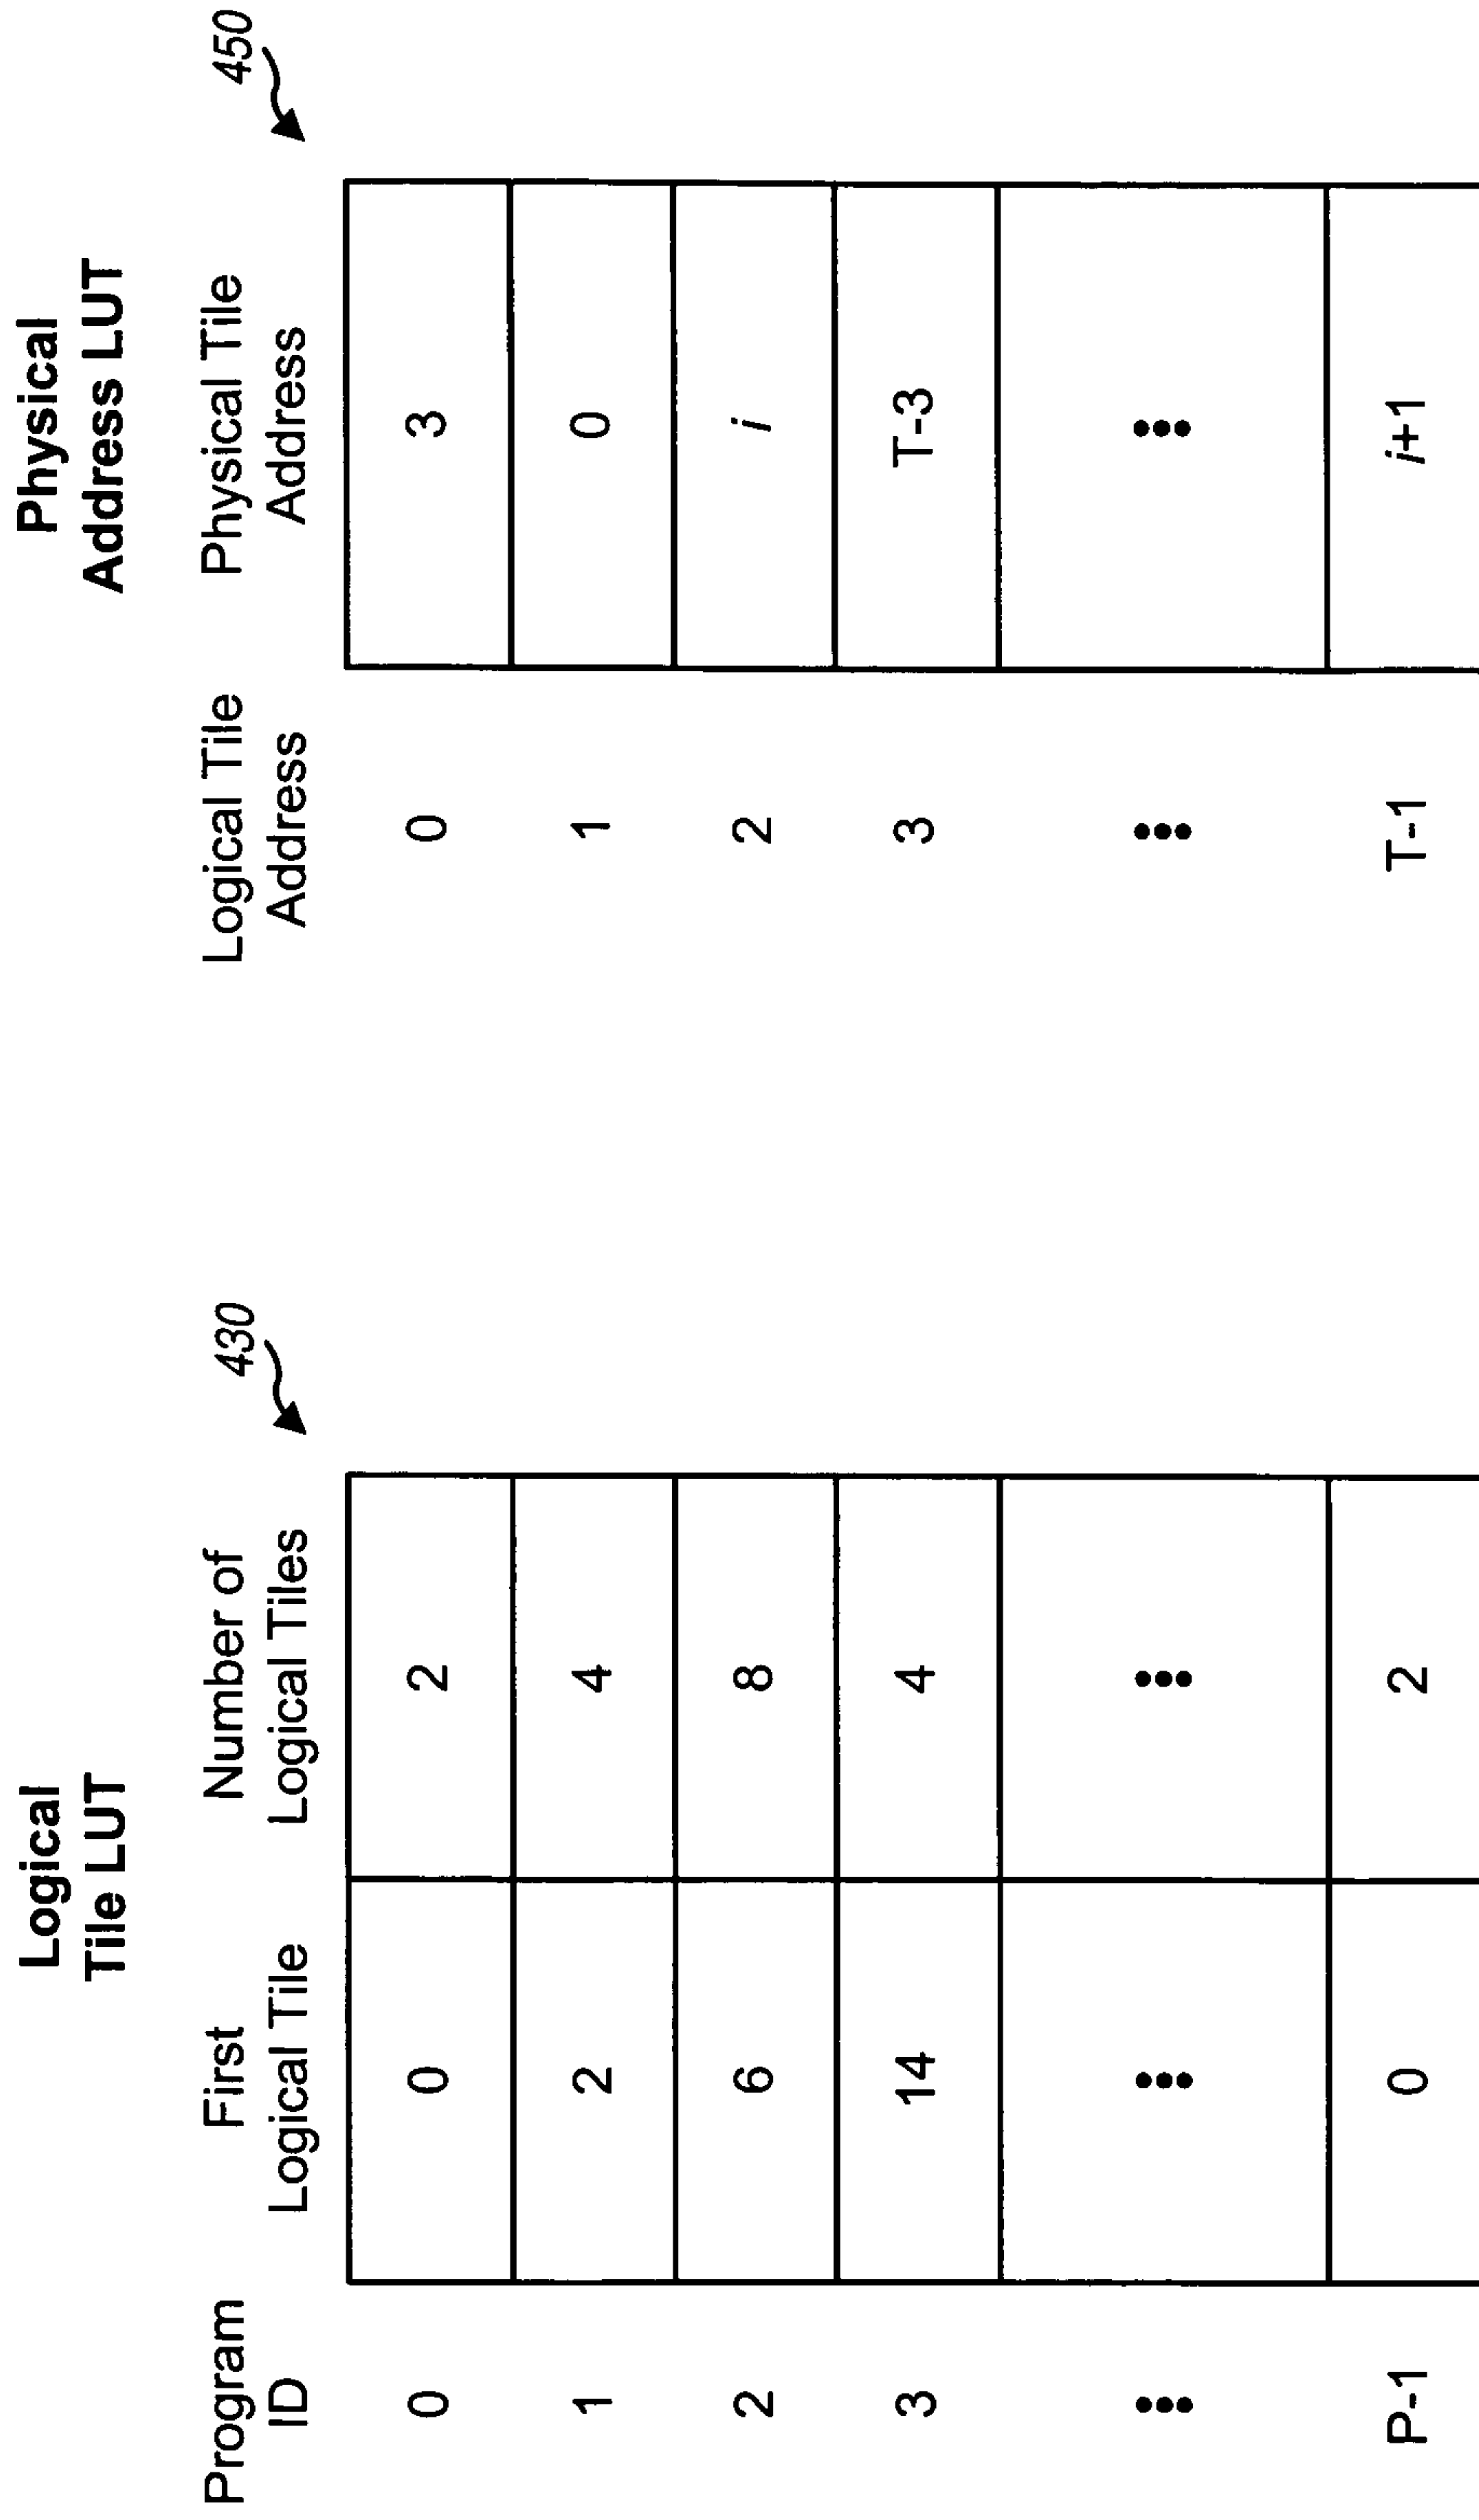 Logical
Tile LUT
Program
ID
First
Logical Tile
Number of
Logical Tiles
430
0 0 2
1 2 4
2 6 8
3 14 4
••• ••• •••
P-1 0 2
Physical
Address LUT
Logical Tile
Address
Physical Tile
Address
450
0 3
1 0
2 i
3 T-3
••• •••
T-1 i+1